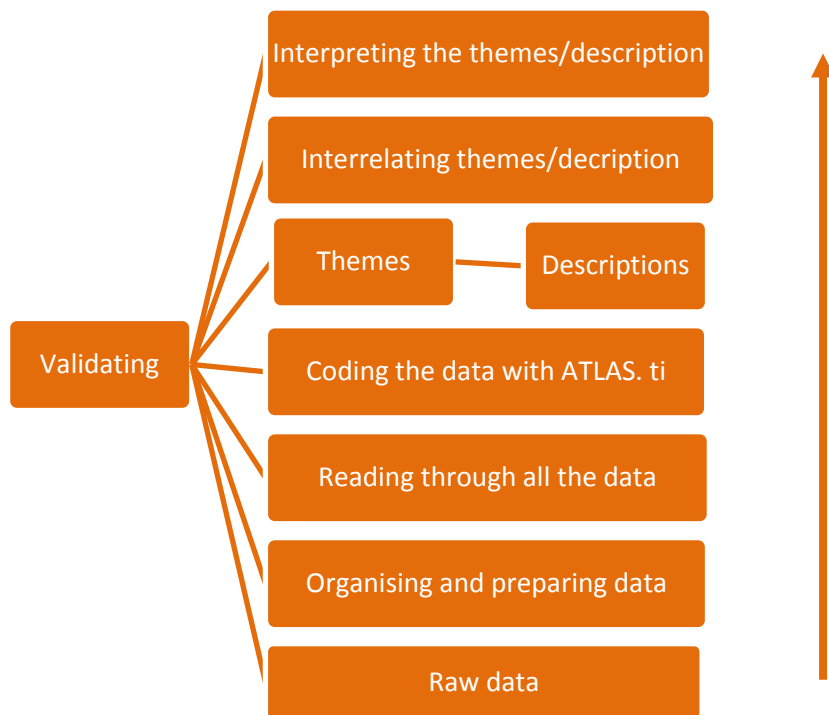 Interpreting the themes/description
Interrelating themes/decription
Themes
Descriptions
Validating
Coding the data with ATLAS. ti
Reading through all the data
Organising and preparing data
Raw data